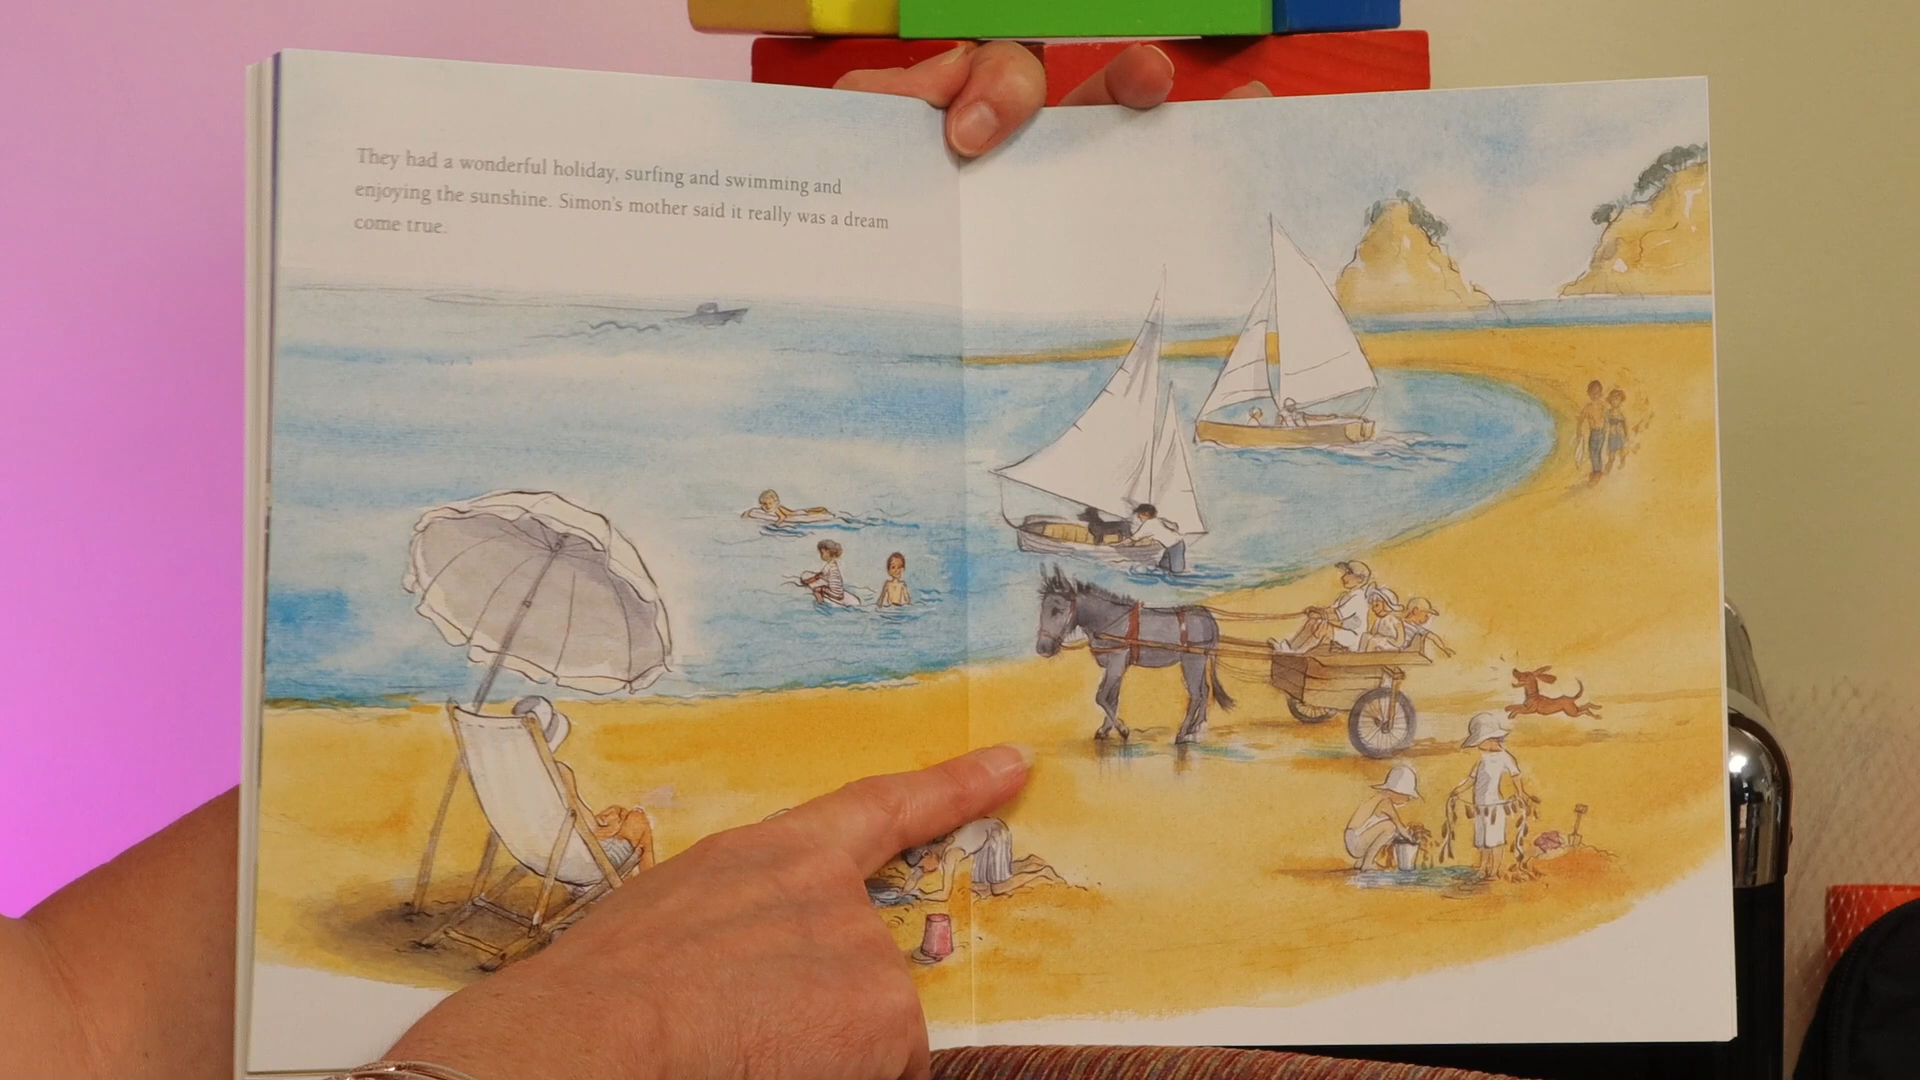 They had a wonderful holiday, surfing and swimming and
enjoying the sunshine. Simon's mother said it really was a dream
come true.